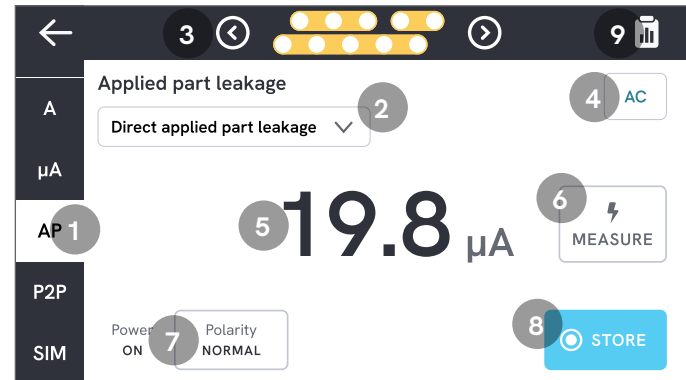 3
9
Applied part leakage
4
AC
A
Direct applied part leakage
2
µA
AP
1
5
19.8 µA
6
MEASURE
P2P
Power
ON
7
Polarity
NORMAL
8
STORE
SIM